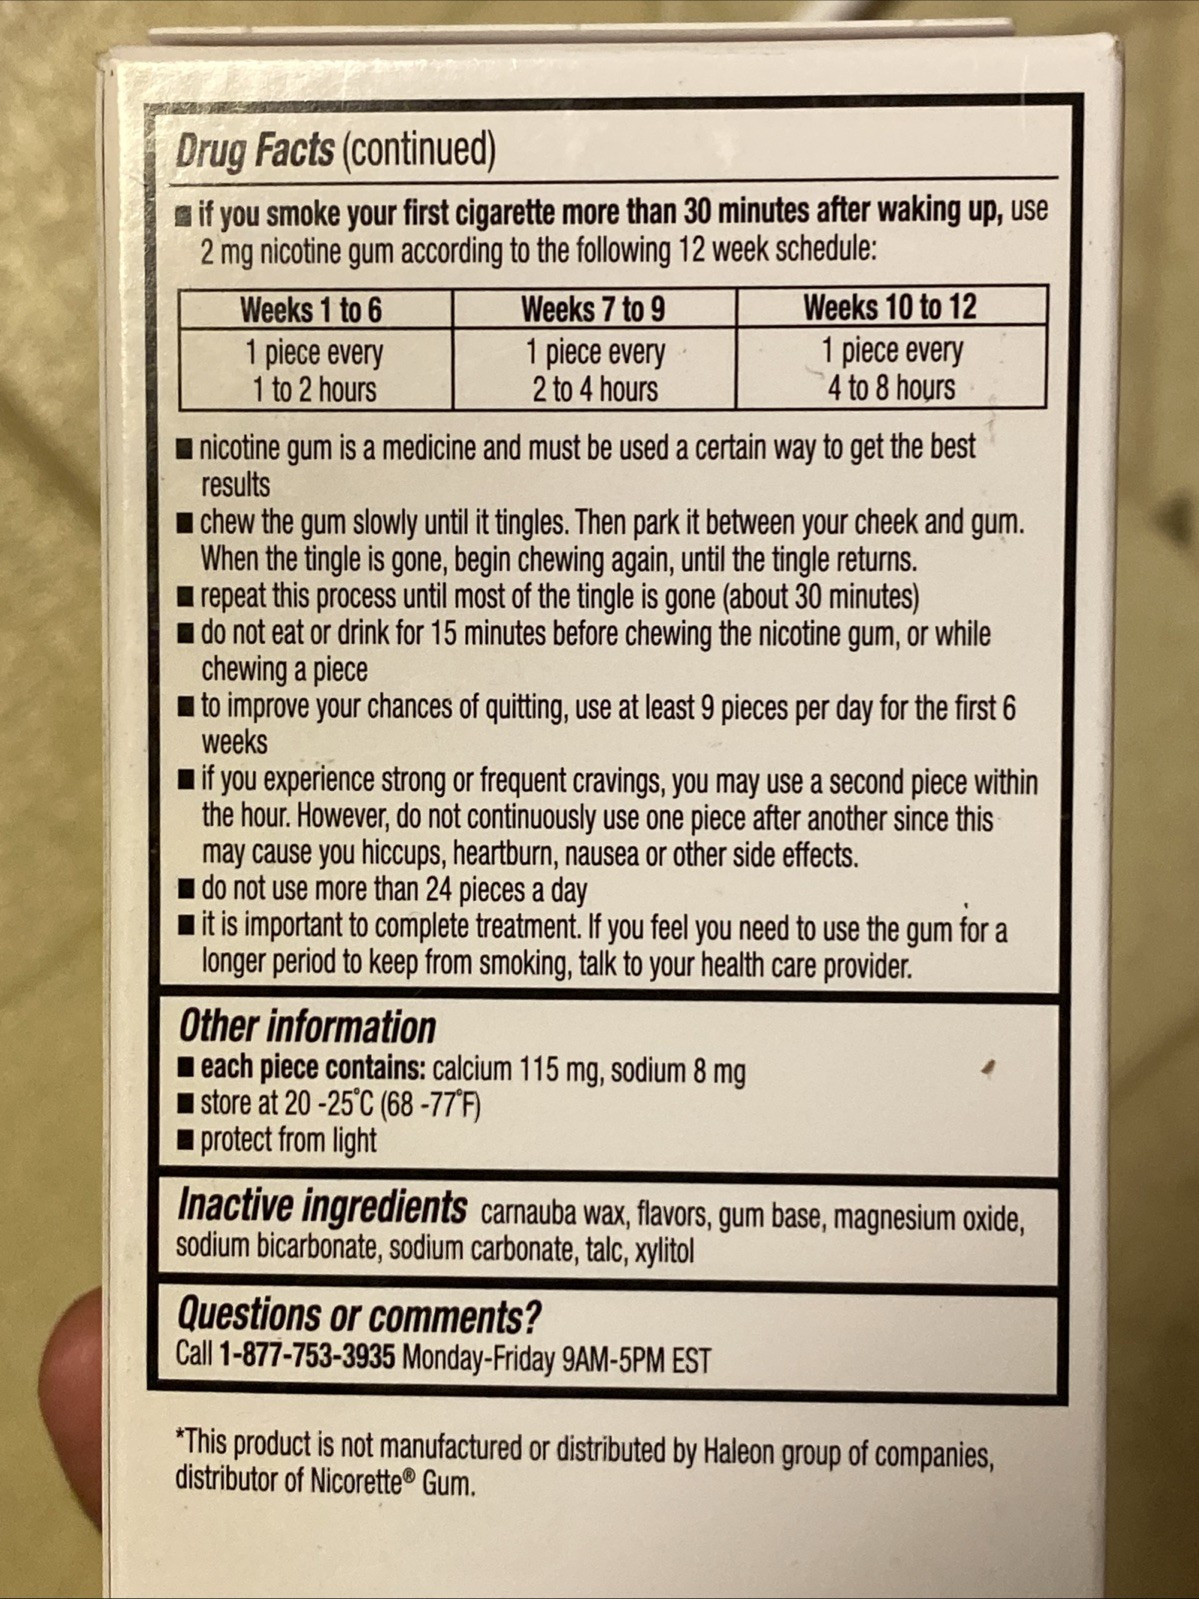 Drug Facts (continued)
■ if you smoke your first cigarette more than 30 minutes after waking up, use
2 mg nicotine gum according to the following 12 week schedule:
Weeks 1 to 6 Weeks 7 to 9 Weeks 10 to 12
1 piece every 1 piece every 1 piece every
1 to 2 hours 2 to 4 hours 4 to 8 hours
■ nicotine gum is a medicine and must be used a certain way to get the best
results
■ chew the gum slowly until it tingles. Then park it between your cheek and gum.
When the tingle is gone, begin chewing again, until the tingle returns.
■ repeat this process until most of the tingle is gone (about 30 minutes)
■ do not eat or drink for 15 minutes before chewing the nicotine gum, or while
chewing a piece
■ to improve your chances of quitting, use at least 9 pieces per day for the first 6
weeks
■ if you experience strong or frequent cravings, you may use a second piece within
the hour. However, do not continuously use one piece after another since this
may cause you hiccups, heartburn, nausea or other side effects.
■ do not use more than 24 pieces a day
■ it is important to complete treatment. If you feel you need to use the gum for a
longer period to keep from smoking, talk to your health care provider.
Other information
■ each piece contains: calcium 115 mg, sodium 8 mg
■ store at 20 -25°C (68 -77°F)
■ protect from light
Inactive ingredients carnauba wax, flavors, gum base, magnesium oxide,
sodium bicarbonate, sodium carbonate, talc, xylitol
Questions or comments?
Call 1-877-753-3935 Monday-Friday 9AM-5PM EST
*This product is not manufactured or distributed by Haleon group of companies,
distributor of Nicorette® Gum.